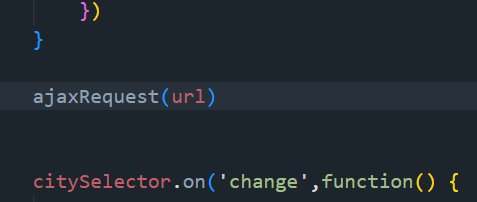 })
}
ajaxRequest(url)
citySelector.on('change',function() {